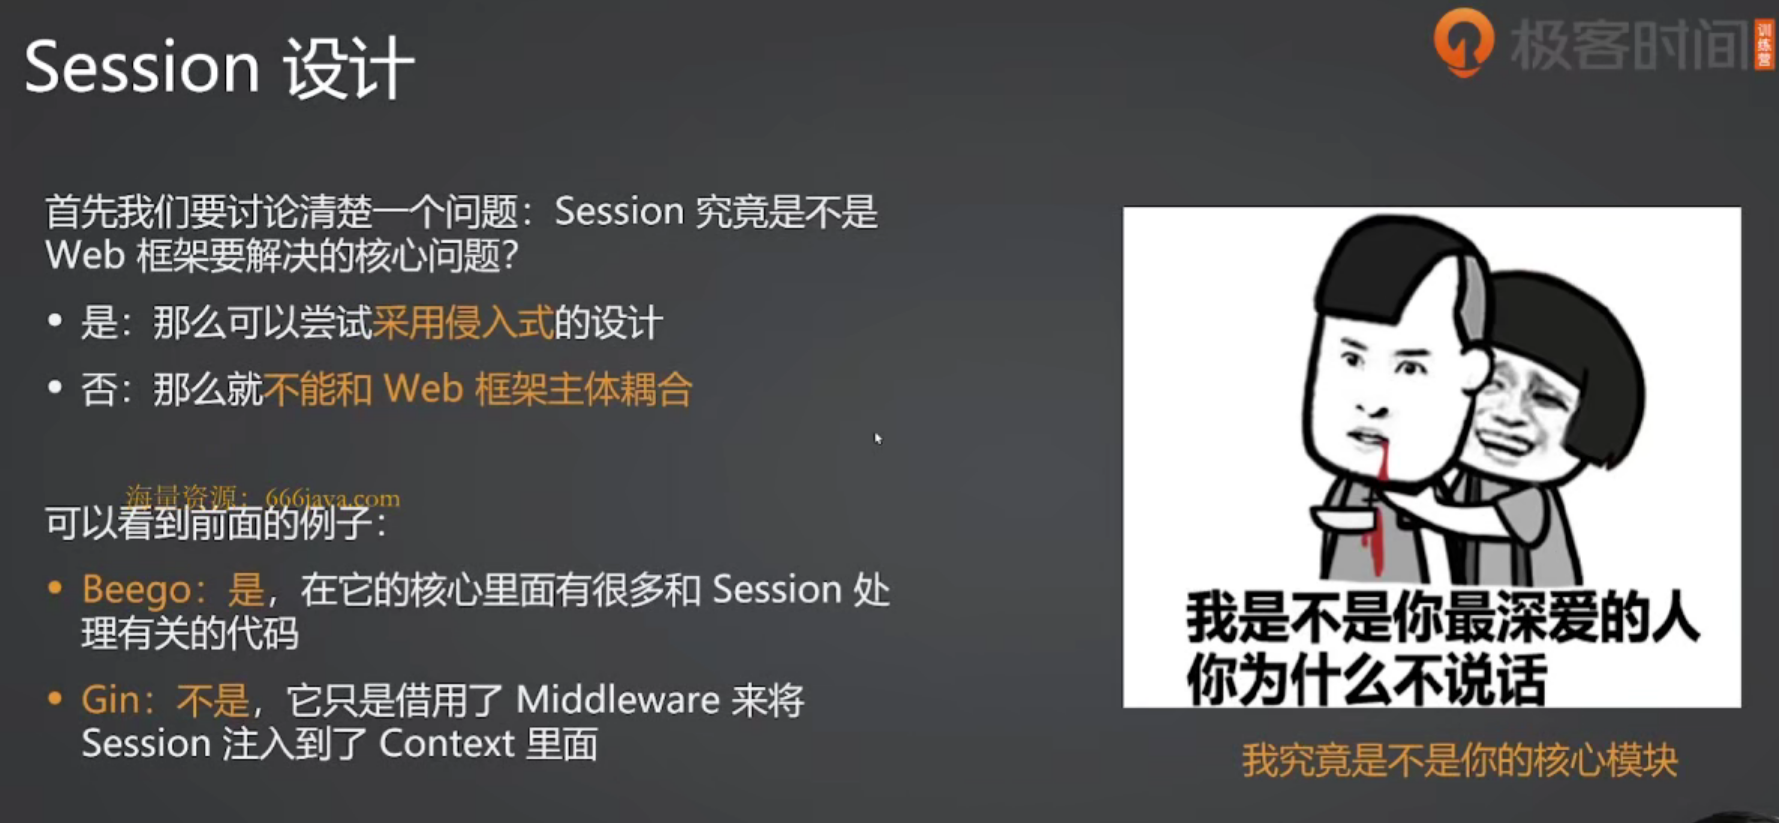 Session 设计
极客时间
训练营
首先我们要讨论清楚一个问题：Session 究竟是不是
Web 框架要解决的核心问题？
• 是：那么可以尝试采用侵入式的设计
• 否：那么就不能和 Web 框架主体耦合
海量资源：666java.com
可以看到前面的例子：
• Beego：是，在它的核心里面有很多和 Session 处
理有关的代码
• Gin：不是，它只是借用了 Middleware 来将
Session 注入到了 Context 里面
我是不是你最深爱的人
你为什么不说话
我究竟是不是你的核心模块